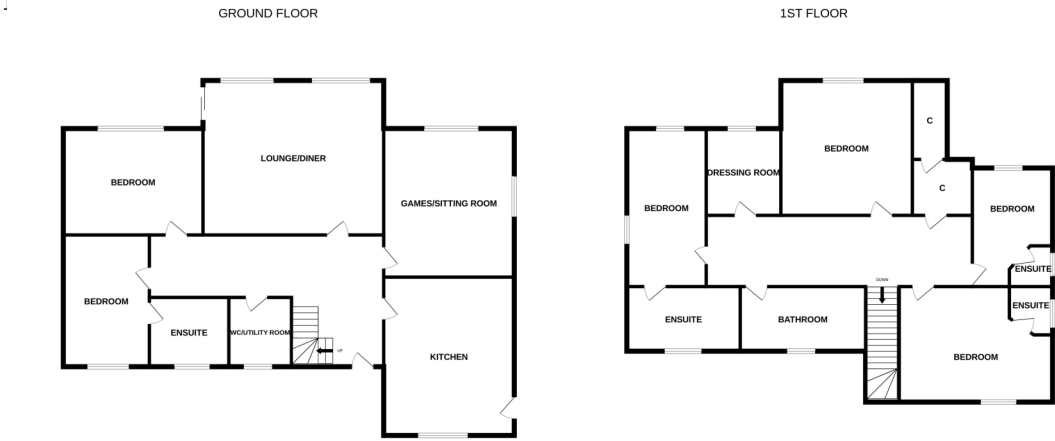 GROUND FLOOR
1ST FLOOR
LOUNGE/DINER
BEDROOM
GAMES/SITTING ROOM
BEDROOM
ENSUITE
WC/UTILITY ROOM
UP
KITCHEN
C
BEDROOM
DRESSING ROOM
C
BEDROOM
BEDROOM
ENSUITE
DOWN
ENSUITE
ENSUITE
BATHROOM
BEDROOM